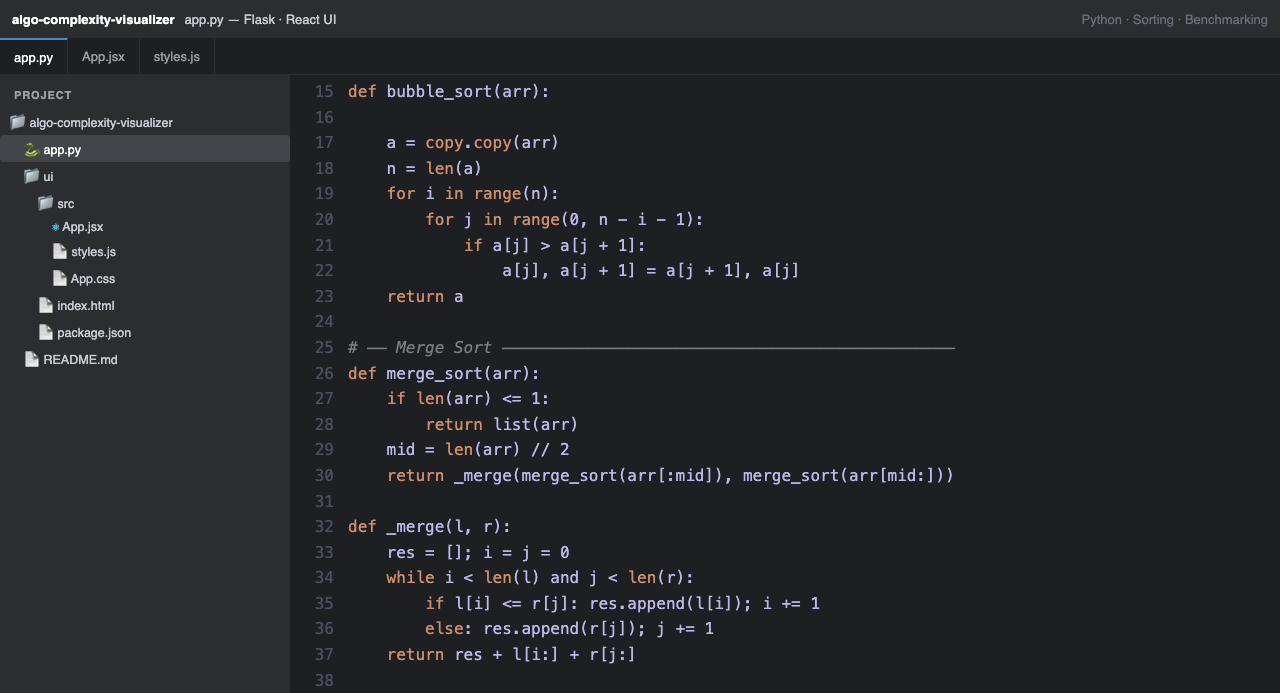 algo-complexity-visualizer app.py — Flask · React UI
Python · Sorting · Benchmarking
app.py App.jsx styles.js
PROJECT
algo-complexity-visualizer
app.py
ui
src
App.jsx
styles.js
App.css
index.html
package.json
README.md
15 def bubble_sort(arr):
16
17     a = copy.copy(arr)
18     n = len(a)
19     for i in range(n):
20         for j in range(0, n − i − 1):
21             if a[j] > a[j + 1]:
22                 a[j], a[j + 1] = a[j + 1], a[j]
23     return a
24
25 # —— Merge Sort ———————————————————————————————
26 def merge_sort(arr):
27     if len(arr) <= 1:
28         return list(arr)
29     mid = len(arr) // 2
30     return _merge(merge_sort(arr[:mid]), merge_sort(arr[mid:]))
31
32 def _merge(l, r):
33     res = []; i = j = 0
34     while i < len(l) and j < len(r):
35         if l[i] <= r[j]: res.append(l[i]); i += 1
36         else: res.append(r[j]); j += 1
37     return res + l[i:] + r[j:]
38